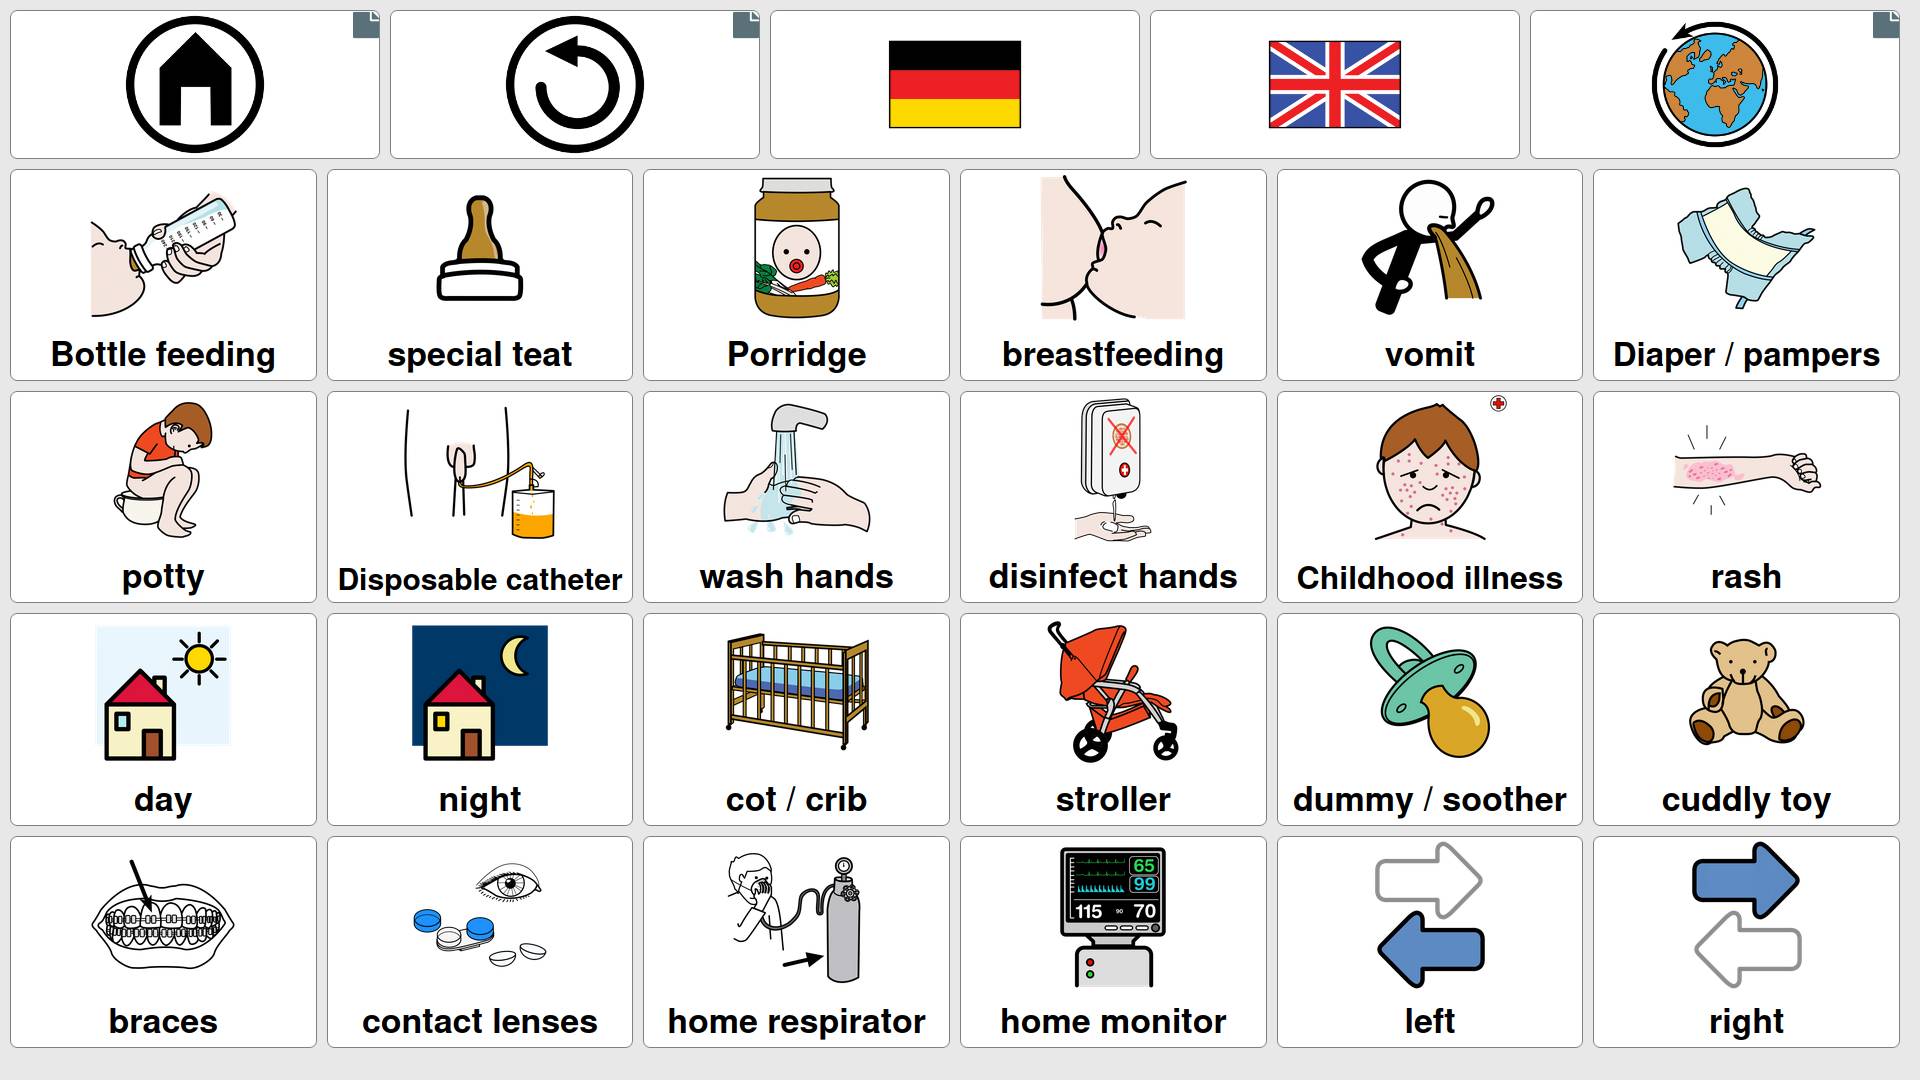 Bottle feeding
special teat
Porridge
breastfeeding
vomit
Diaper / pampers
potty
Disposable catheter
wash hands
disinfect hands
Childhood illness
rash
day
night
cot / crib
stroller
dummy / soother
cuddly toy
65
99
115 90 70
braces
contact lenses
home respirator
home monitor
left
right